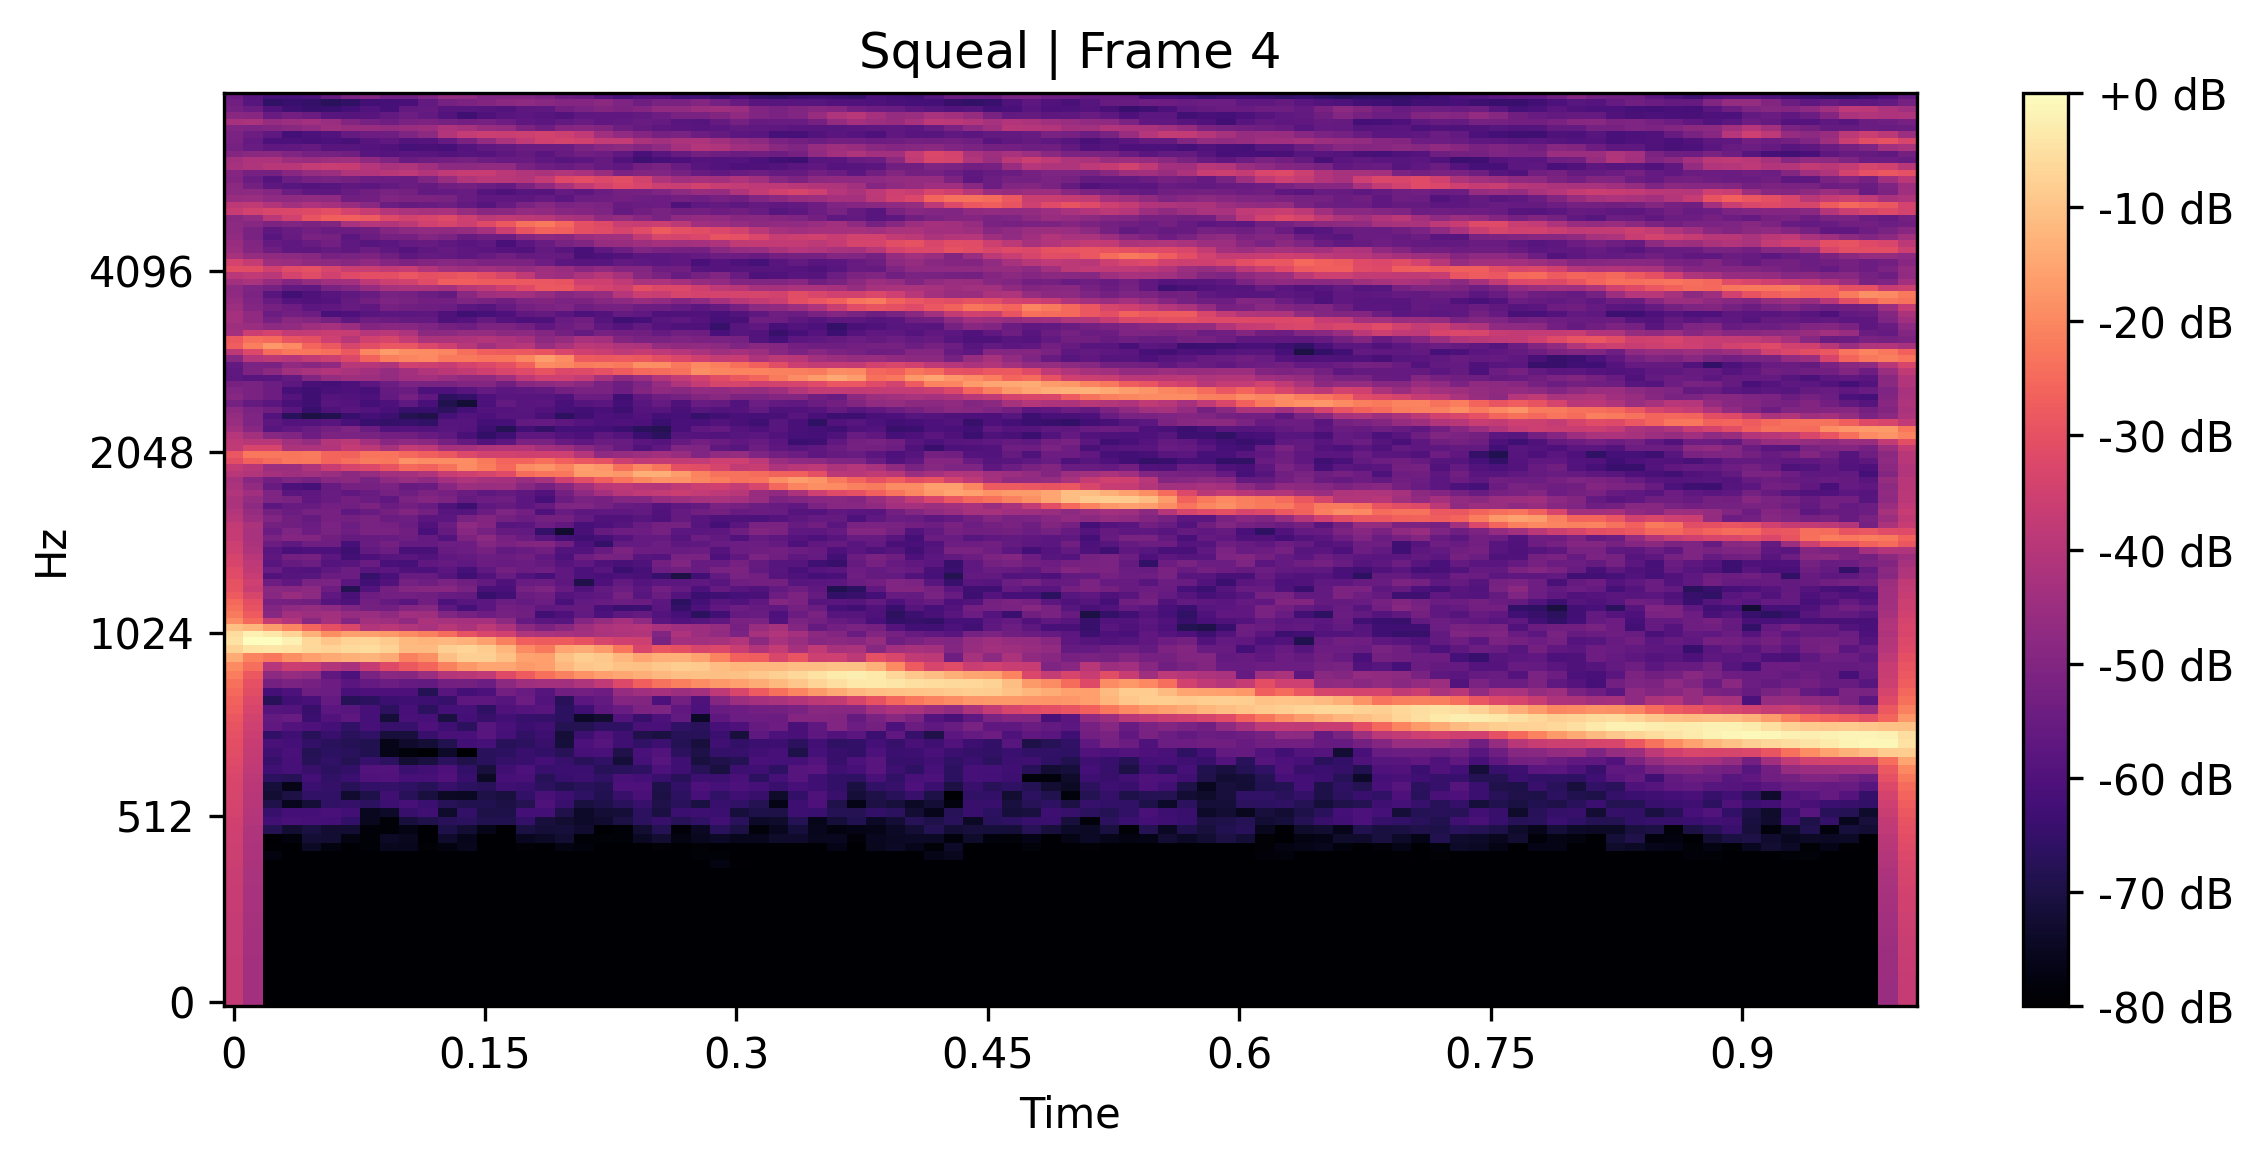 Squeal | Frame 4
+0 dB
-10 dB
-20 dB
-30 dB
-40 dB
-50 dB
-60 dB
-70 dB
-80 dB
Hz
4096
2048
1024
512
0
0 0.15 0.3 0.45 0.6 0.75 0.9
Time